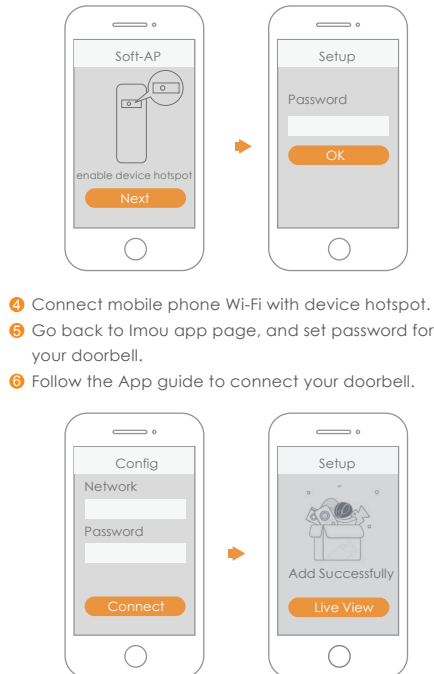 Soft-AP
enable device hotspot
Next
Setup
Password
OK
4 Connect mobile phone Wi-Fi with device hotspot.
5 Go back to Imou app page, and set password for
your doorbell.
6 Follow the App guide to connect your doorbell.
Config
Network
Password
Connect
Setup
Add Successfully
Live View